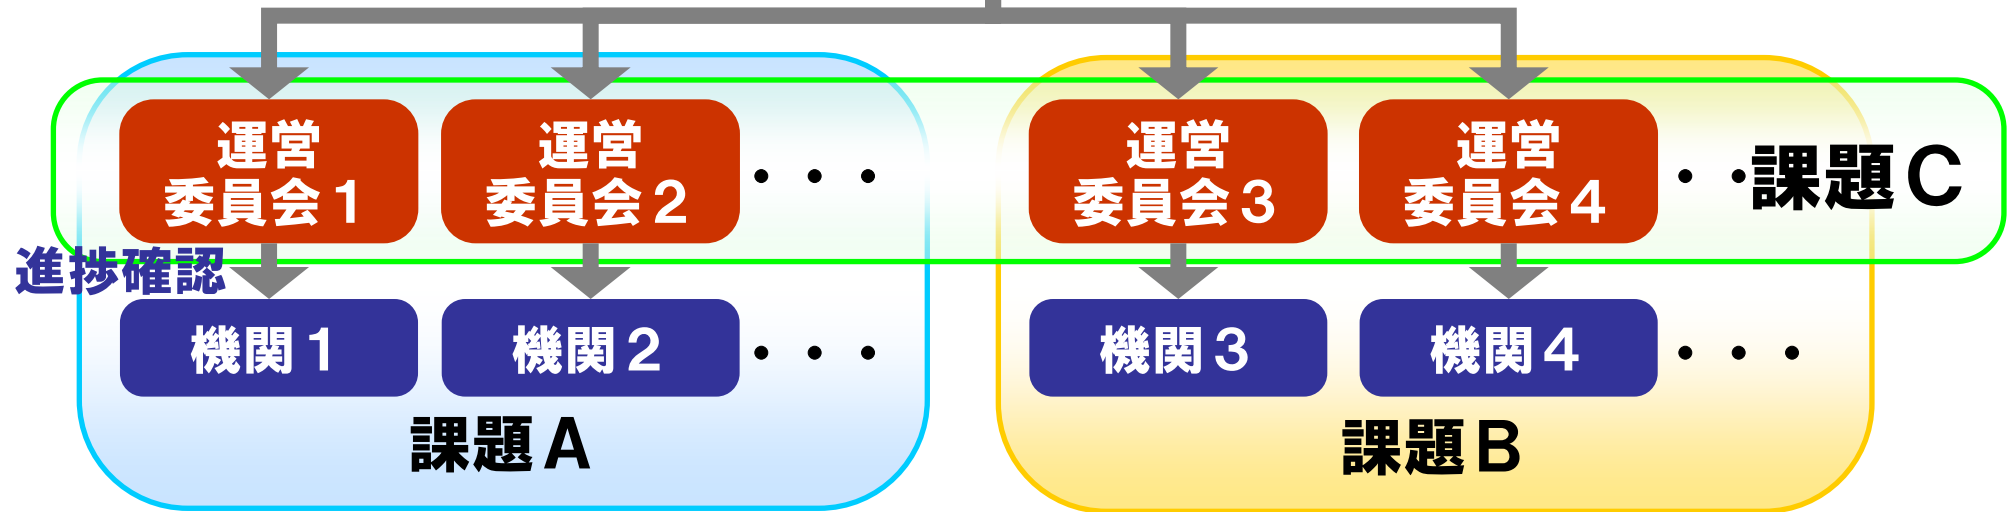 運営
委員会１
運営
委員会２
・・・
運営
委員会３
運営
委員会４
・・
課題Ｃ
進捗確認
機関１
機関２
・・・
機関３
機関４
・・・
課題Ａ
課題Ｂ